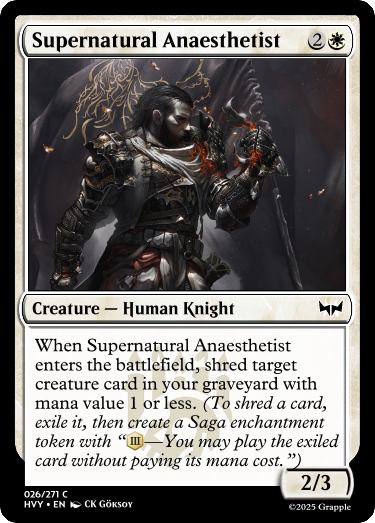 Supernatural Anaesthetist 2
Creature — Human Knight
When Supernatural Anaesthetist
enters the battlefield, shred target
creature card in your graveyard with
mana value 1 or less. (To shred a card,
exile it, then create a Saga enchantment
token with “III—You may play the exiled
card without paying its mana cost.”)
2/3
026/271 C
HVY • EN CK Göksoy
©2025 Grapple